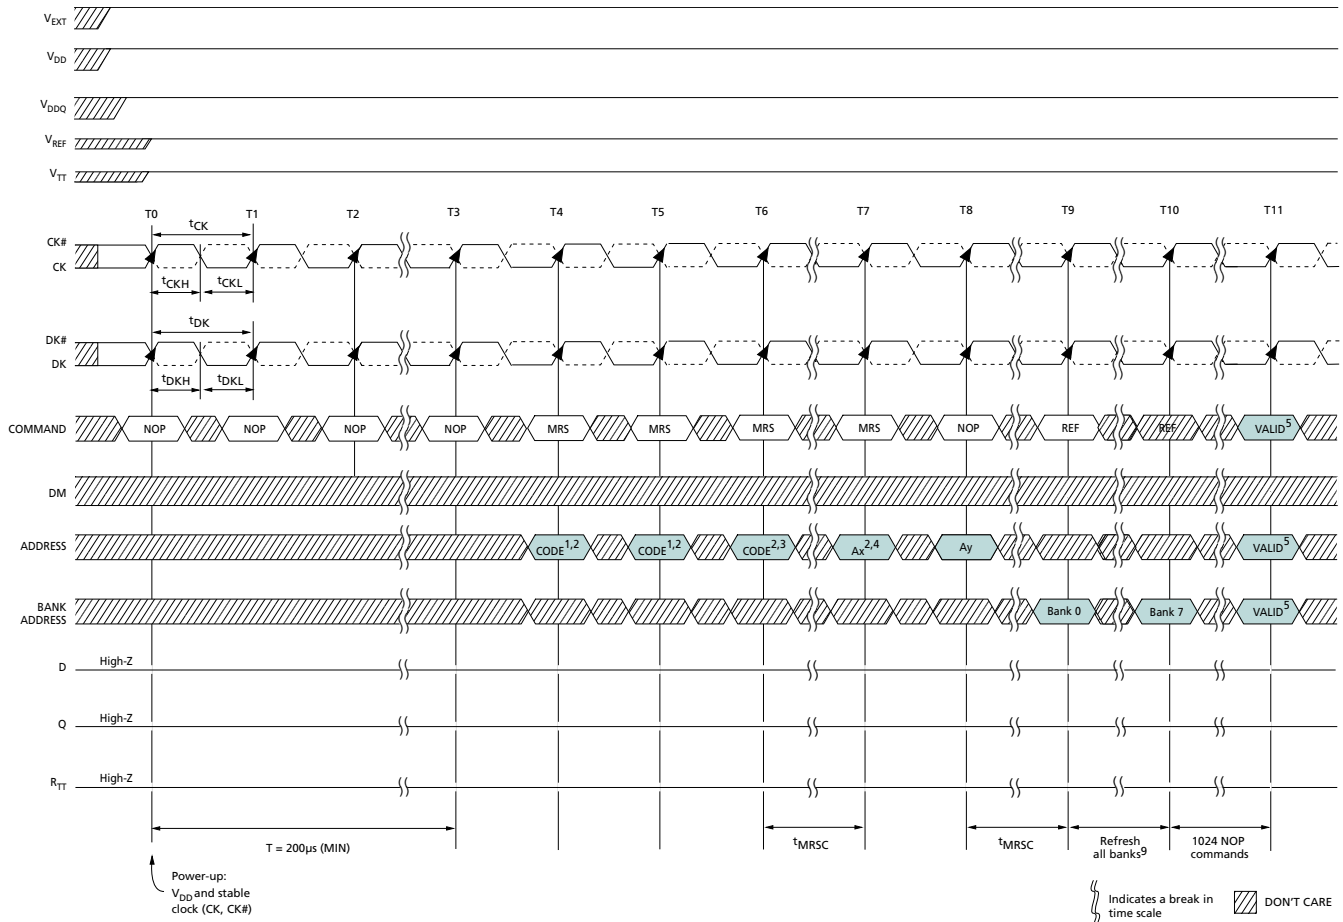 VEXT
VDD
VDDQ
VREF
VTT
T0 T1 T2 T3 T4 T5 T6 T7 T8 T9 T10 T11
tCK
CK#
CK
tCKH tCKL
tDK
DK#
DK
tDKH tDKL
COMMAND NOP NOP NOP NOP MRS MRS MRS MRS NOP REF REF VALID5
DM
ADDRESS CODE1,2 CODE1,2 CODE2,3 Ax2,4 Ay VALID5
BANK
ADDRESS Bank 0 Bank 7 VALID5
D High-Z
Q High-Z
RTT High-Z
T = 200µs (MIN) tMRSC tMRSC Refresh
all banks9 1024 NOP
commands
Power-up:
VDD and stable
clock (CK, CK#)
Indicates a break in
time scale
DON'T CARE